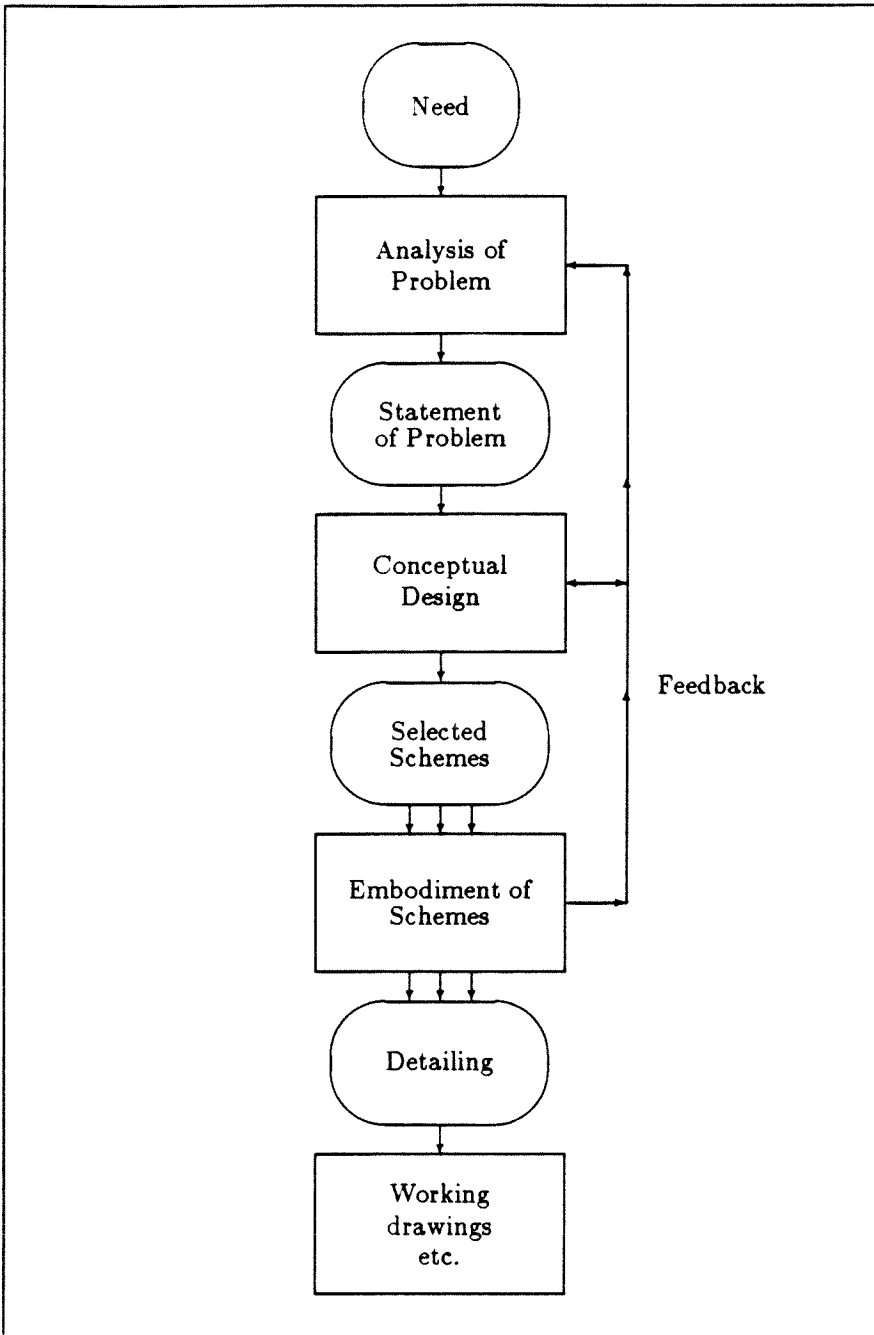 Need
Analysis of
Problem
Statement
of Problem
Conceptual
Design
Feedback
Selected
Schemes
Embodiment of
Schemes
Detailing
Working
drawings
etc.